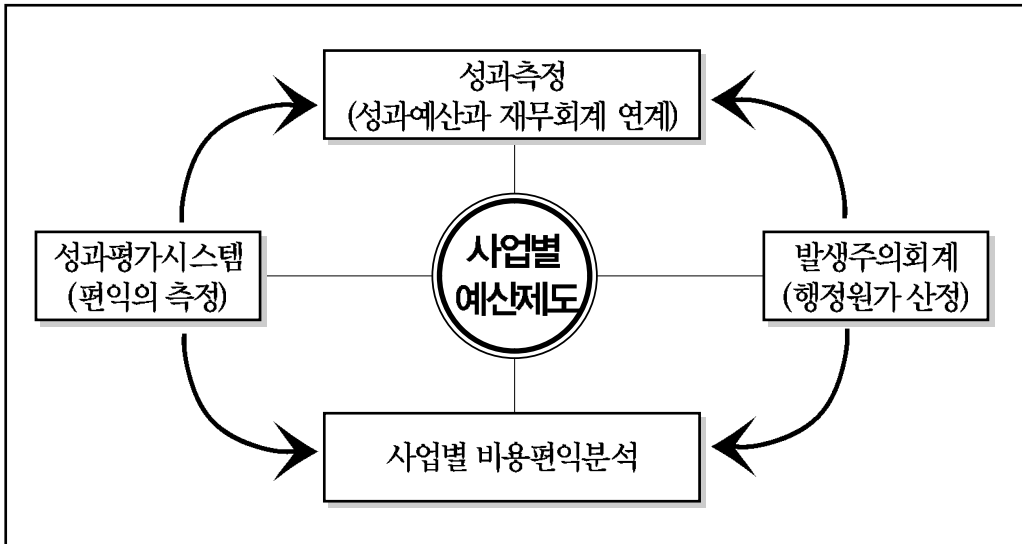 성과측정
(성과예산과 재무회계 연계)
성과평가시스템
(편익의 측정)
사업별
예산제도
발생주의회계
(행정원가 산정)
사업별 비용편익분석